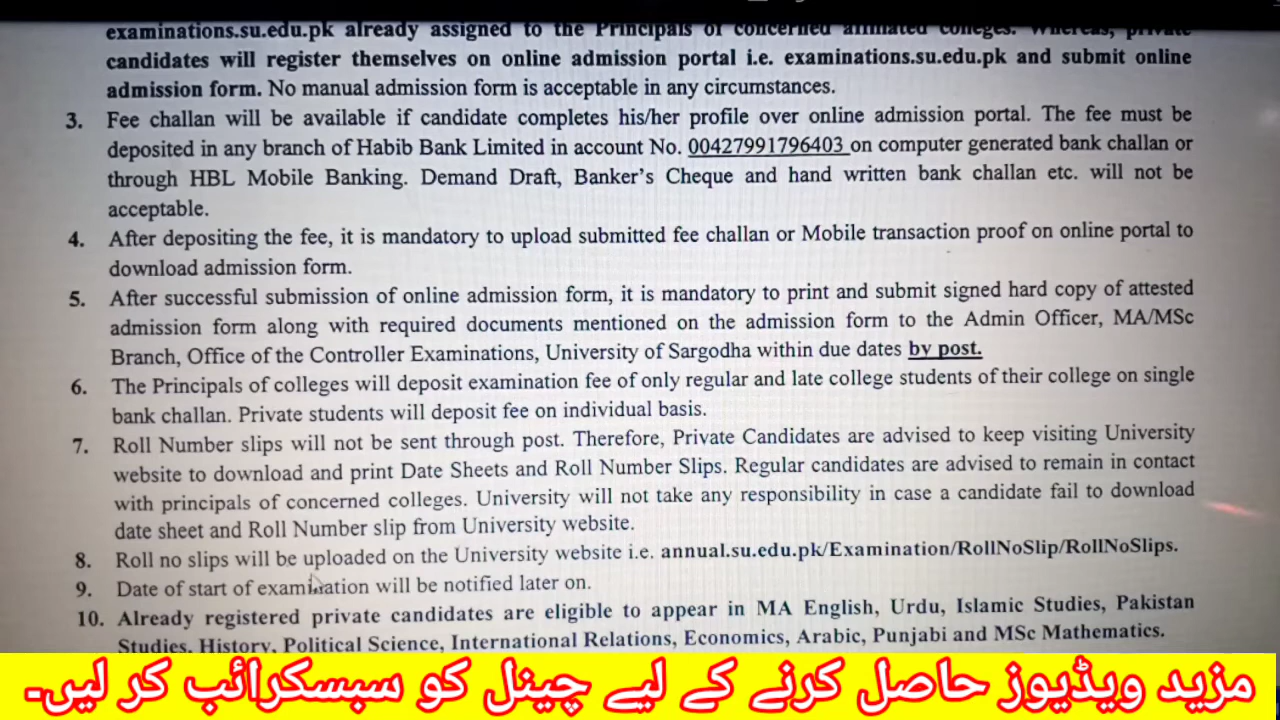 examinations.su.edu.pk already assigned to the Principals of concerned affiliated colleges. Whereas, private
candidates will register themselves on online admission portal i.e. examinations.su.edu.pk and submit online
admission form. No manual admission form is acceptable in any circumstances.
3. Fee challan will be available if candidate completes his/her profile over online admission portal. The fee must be
deposited in any branch of Habib Bank Limited in account No. 00427991796403 on computer generated bank challan or
through HBL Mobile Banking. Demand Draft, Banker's Cheque and hand written bank challan etc. will not be
acceptable.
4. After depositing the fee, it is mandatory to upload submitted fee challan or Mobile transaction proof on online portal to
download admission form.
5. After successful submission of online admission form, it is mandatory to print and submit signed hard copy of attested
admission form along with required documents mentioned on the admission form to the Admin Officer, MA/MSc
Branch, Office of the Controller Examinations, University of Sargodha within due dates by post.
6. The Principals of colleges will deposit examination fee of only regular and late college students of their college on single
bank challan. Private students will deposit fee on individual basis.
7. Roll Number slips will not be sent through post. Therefore, Private Candidates are advised to keep visiting University
website to download and print Date Sheets and Roll Number Slips. Regular candidates are advised to remain in contact
with principals of concerned colleges. University will not take any responsibility in case a candidate fail to download
date sheet and Roll Number slip from University website.
8. Roll no slips will be uploaded on the University website i.e. annual.su.edu.pk/Examination/RollNoSlip/RollNoSlips.
9. Date of start of examination will be notified later on.
10. Already registered private candidates are eligible to appear in MA English, Urdu, Islamic Studies, Pakistan
Studies, History, Political Science, International Relations, Economics, Arabic, Punjabi and MSc Mathematics.
مزید ویڈیوز حاصل کرنے کے لیے چینل کو سبسکرائب کر لیں۔